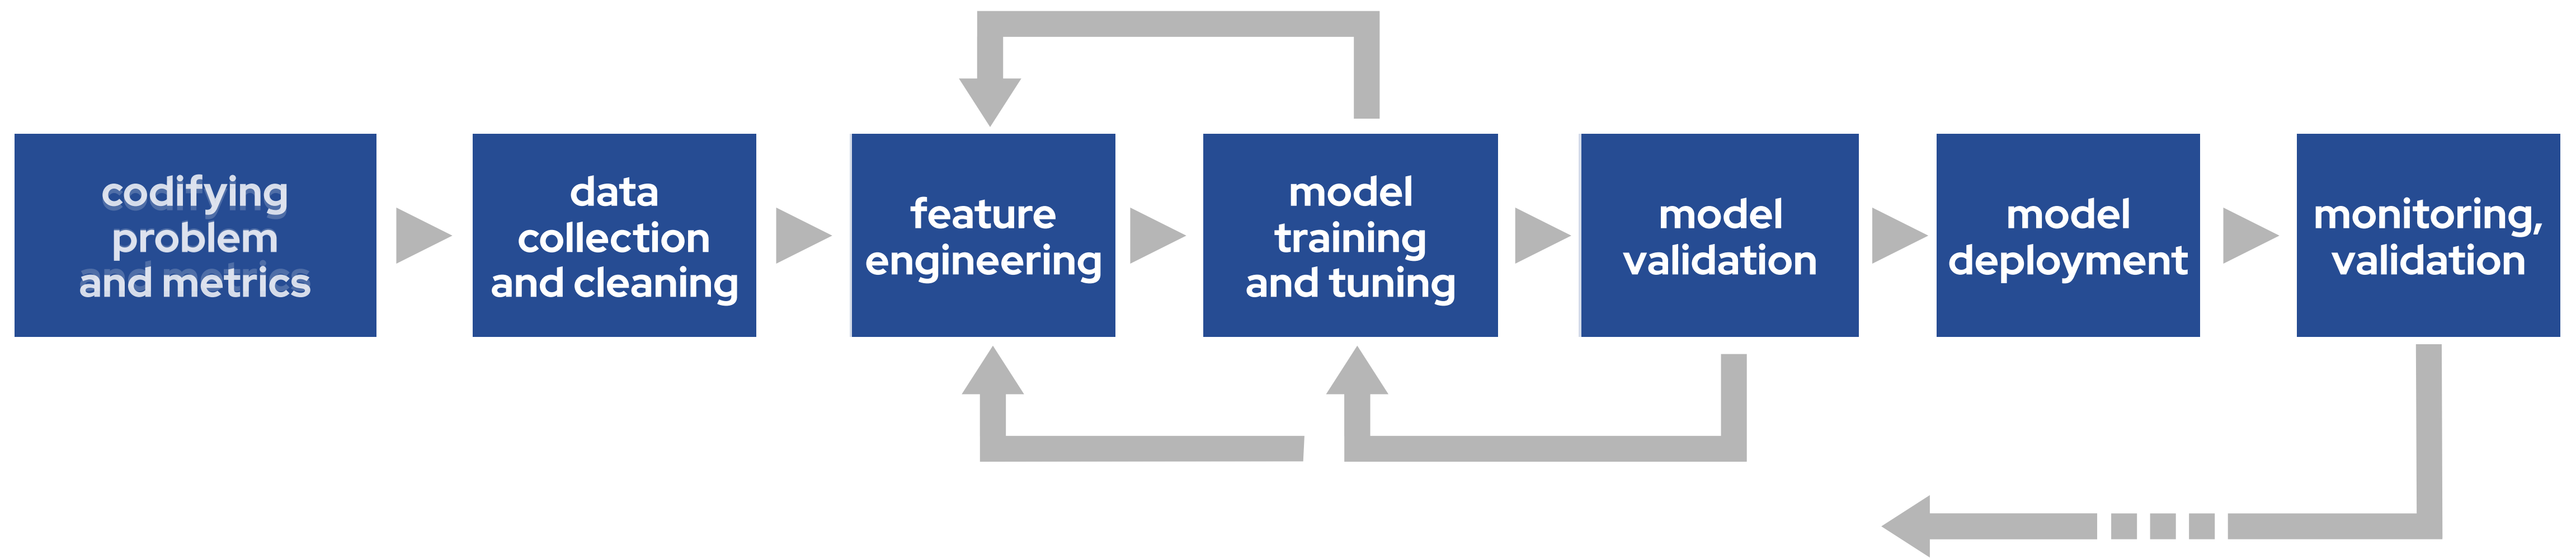 codifying
problem
and metrics
data
collection
and cleaning
feature
engineering
model
training
and tuning
model
validation
model
deployment
monitoring,
validation